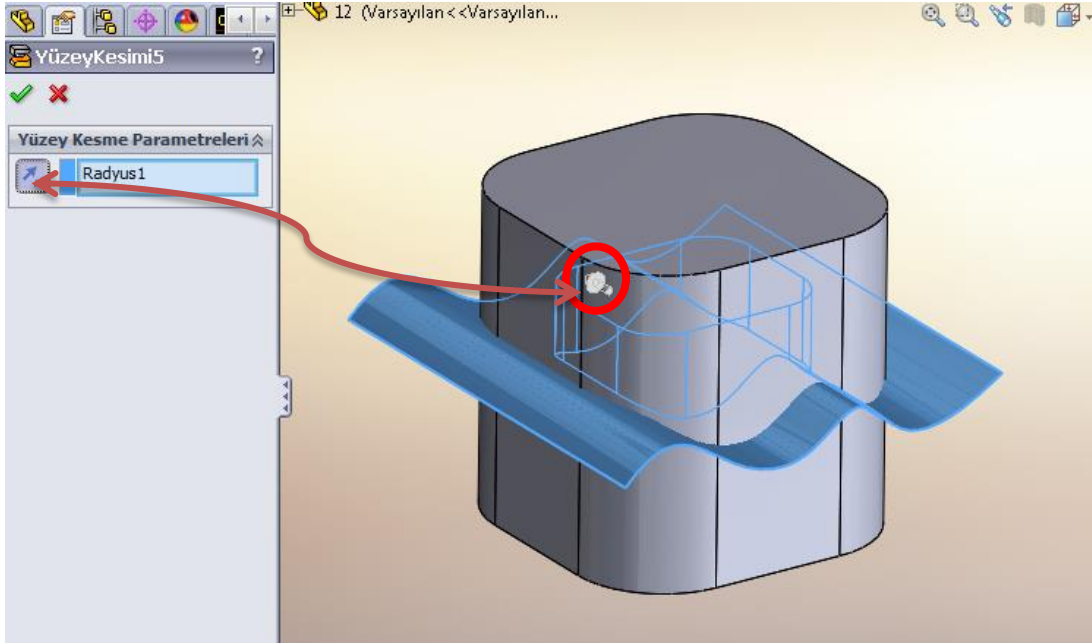 12 (Varsayılan<<Varsayılan...
YüzeyKesimi5 ?
Yüzey Kesme Parametreleri
Radyus1